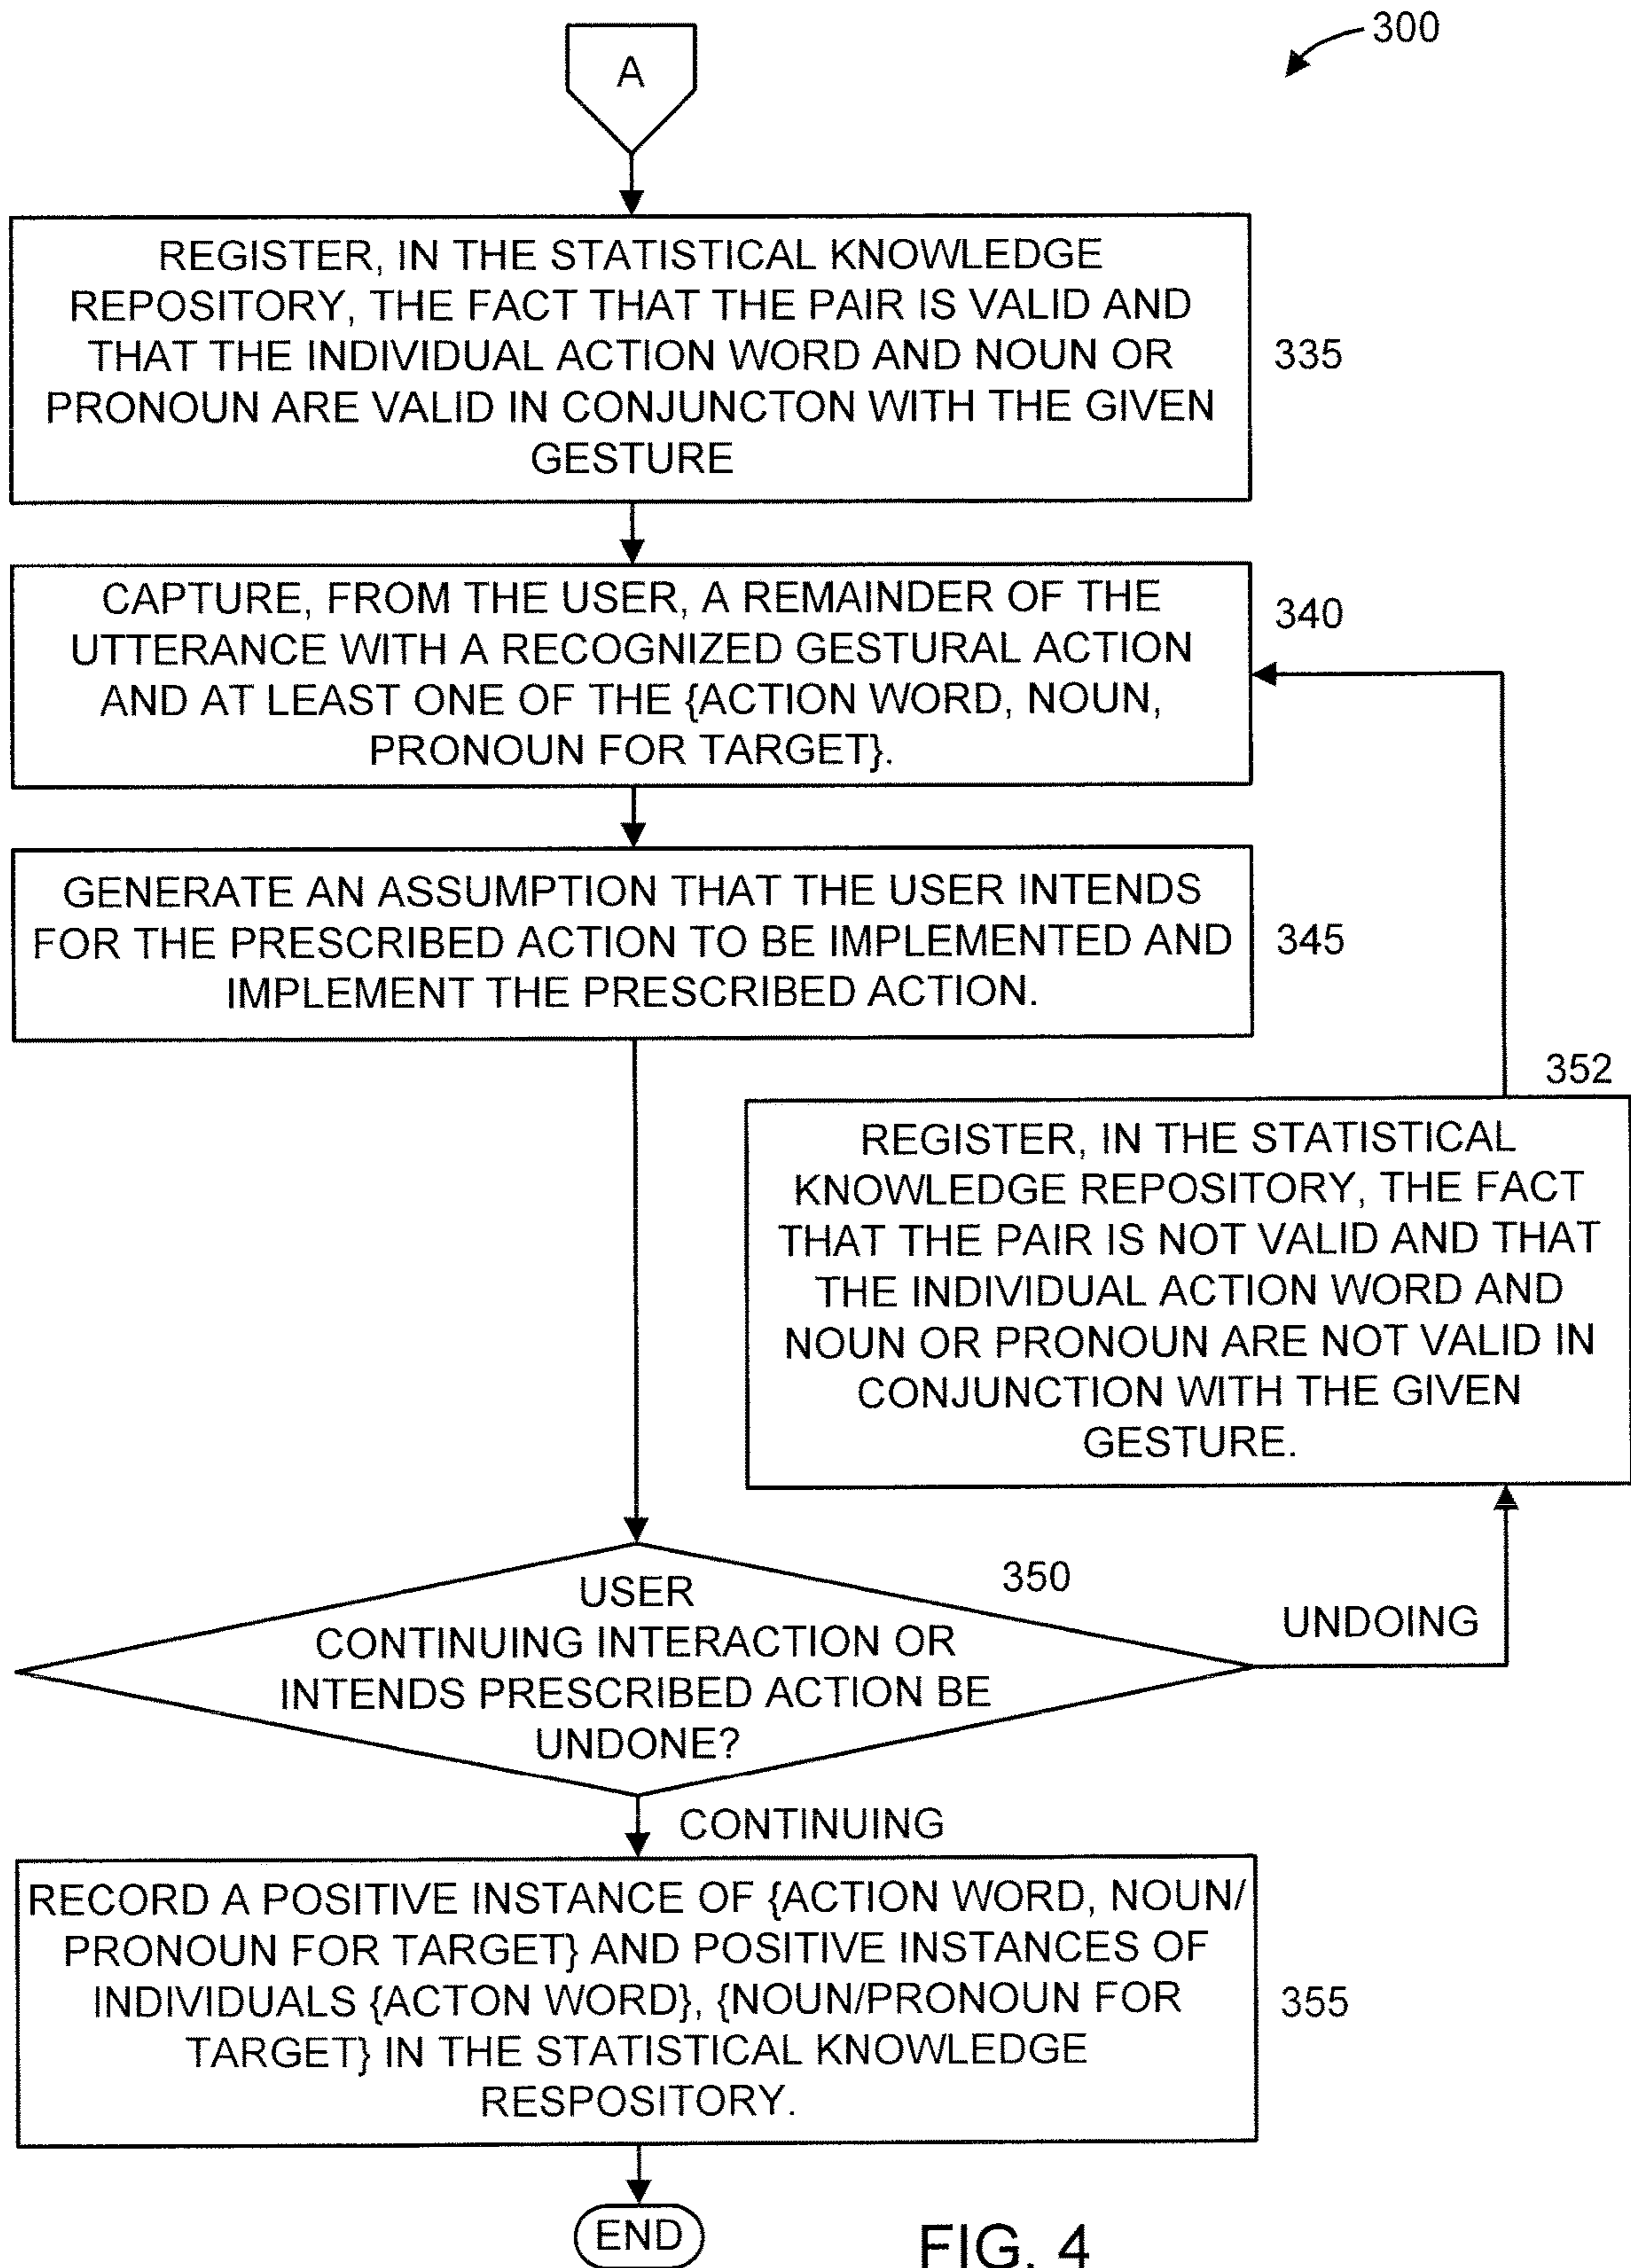 300
A
REGISTER, IN THE STATISTICAL KNOWLEDGE
REPOSITORY, THE FACT THAT THE PAIR IS VALID AND
THAT THE INDIVIDUAL ACTION WORD AND NOUN OR
PRONOUN ARE VALID IN CONJUNCTON WITH THE GIVEN
GESTURE
335
CAPTURE, FROM THE USER, A REMAINDER OF THE
UTTERANCE WITH A RECOGNIZED GESTURAL ACTION
AND AT LEAST ONE OF THE {ACTION WORD, NOUN,
PRONOUN FOR TARGET}.
340
GENERATE AN ASSUMPTION THAT THE USER INTENDS
FOR THE PRESCRIBED ACTION TO BE IMPLEMENTED AND
IMPLEMENT THE PRESCRIBED ACTION.
345
352
REGISTER, IN THE STATISTICAL
KNOWLEDGE REPOSITORY, THE FACT
THAT THE PAIR IS NOT VALID AND THAT
THE INDIVIDUAL ACTION WORD AND
NOUN OR PRONOUN ARE NOT VALID IN
CONJUNCTION WITH THE GIVEN
GESTURE.
350
USER
CONTINUING INTERACTION OR
INTENDS PRESCRIBED ACTION BE
UNDONE?
UNDOING
CONTINUING
RECORD A POSITIVE INSTANCE OF {ACTION WORD, NOUN/
PRONOUN FOR TARGET} AND POSITIVE INSTANCES OF
INDIVIDUALS {ACTON WORD}, {NOUN/PRONOUN FOR
TARGET} IN THE STATISTICAL KNOWLEDGE
RESPOSITORY.
355
END
FIG. 4